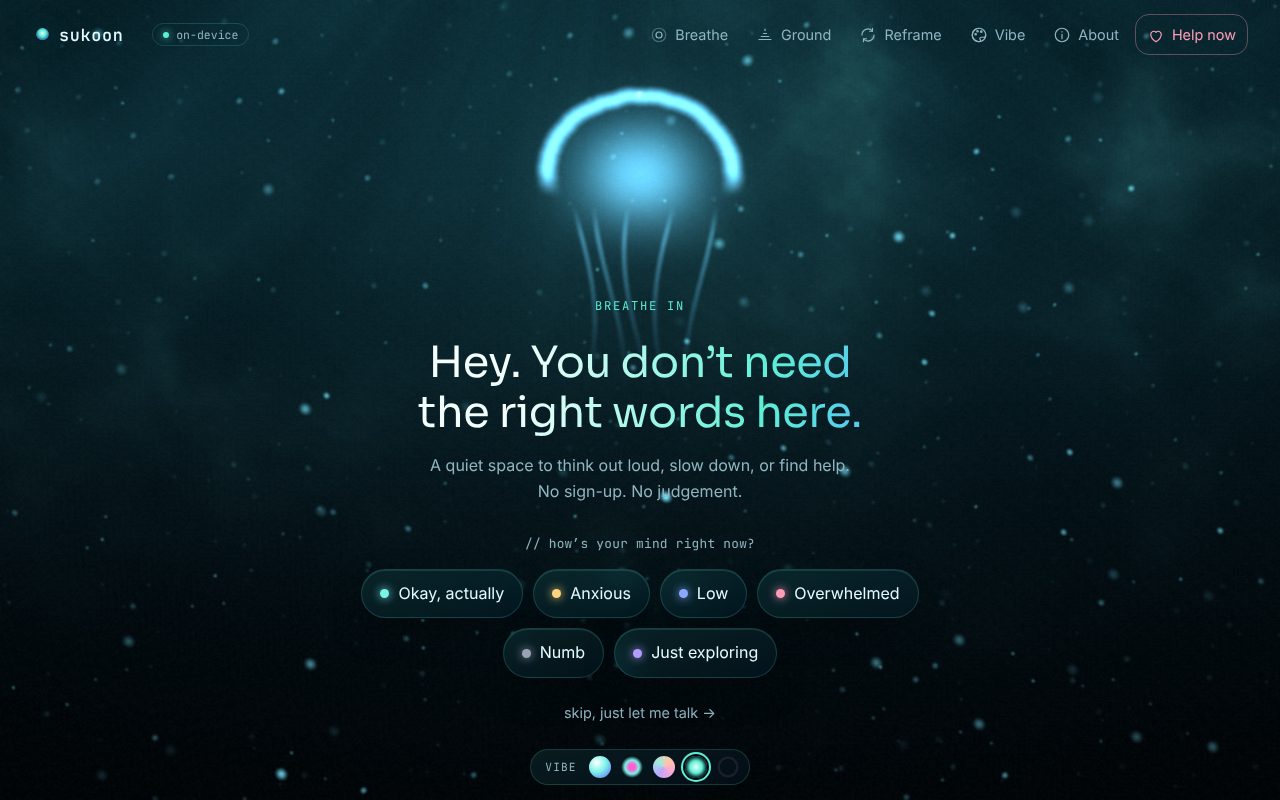 sukoon
on-device
Breathe
Ground
Reframe
Vibe
About
Help now
BREATHE IN
Hey. You don’t need
the right words here.
A quiet space to think out loud, slow down, or find help.
No sign-up. No judgement.
// how’s your mind right now?
Okay, actually
Anxious
Low
Overwhelmed
Numb
Just exploring
skip, just let me talk →
VIBE